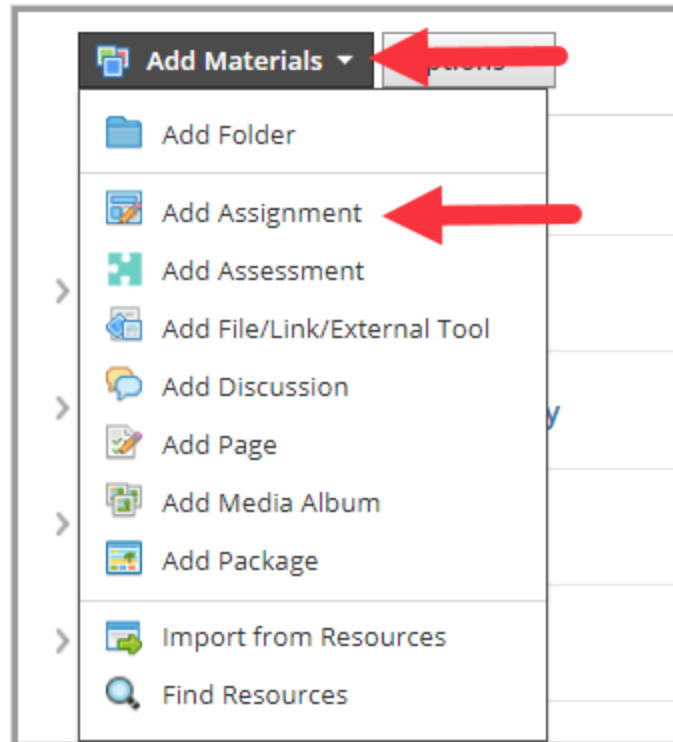 Add Materials
Add Folder
Add Assignment
Add Assessment
Add File/Link/External Tool
Add Discussion
y
Add Page
Add Media Album
Add Package
Import from Resources
Find Resources